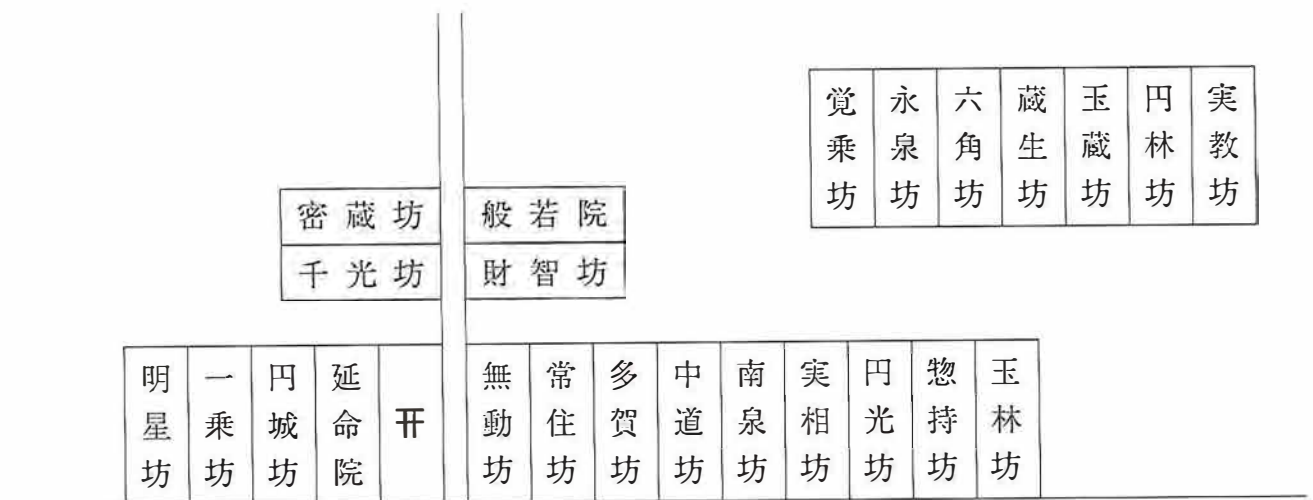 覚乗坊
永泉坊
六角坊
蔵生坊
玉蔵坊
円林坊
実教坊
密蔵坊
般若院
千光坊
財智坊
明星坊
一乗坊
円城坊
延命院
无動坊
常住坊
多賀坊
中道坊
南泉坊
実相坊
円光坊
惣持坊
玉林坊